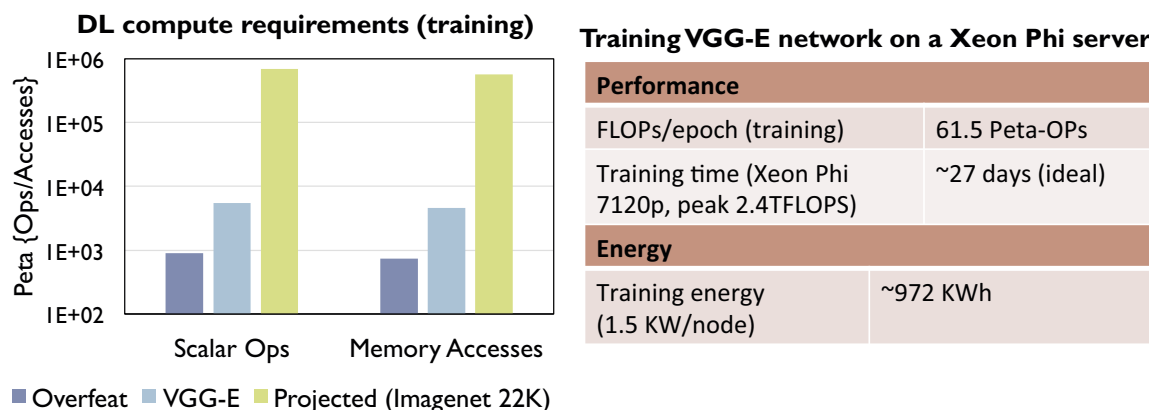 DL compute requirements (training)
Peta {Ops/Accesses}
1E+06
1E+05
1E+04
1E+03
1E+02
Scalar Ops
Memory Accesses
Overfeat
VGG-E
Projected (Imagenet 22K)
Training VGG-E network on a Xeon Phi server
Performance
FLOPs/epoch (training)
61.5 Peta-OPs
Training time (Xeon Phi
7120p, peak 2.4TFLOPS)
~27 days (ideal)
Energy
Training energy
(1.5 KW/node)
~972 KWh